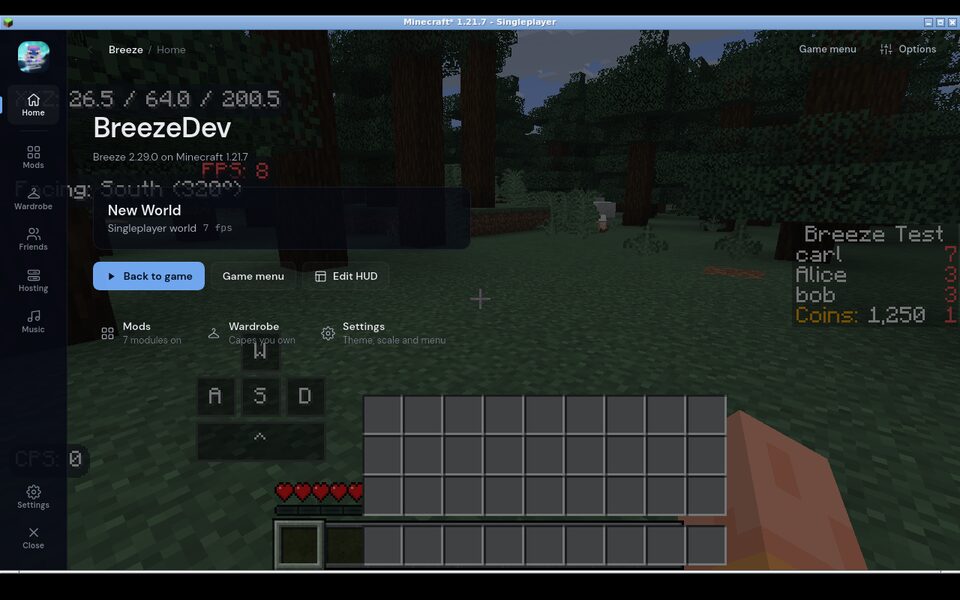 Minecraft* 1.21.7 - Singleplayer
Breeze / Home
Game menu
Options
Home
26.5 / 64.0 / 200.5
BreezeDev
Breeze 2.29.0 on Minecraft 1.21.7
Mods
FPS: 8
Facing: South (320°)
Wardrobe
New World
Singleplayer world 7 fps
Friends
Breeze Test
carl 7
Alice 3
bob 3
Coins: 1,250 1
Back to game
Game menu
Edit HUD
Hosting
Music
Mods
7 modules on
Wardrobe
Capes you own
Settings
Theme, scale and menu
W
A
S
D
^
CPS: 0
Settings
Close